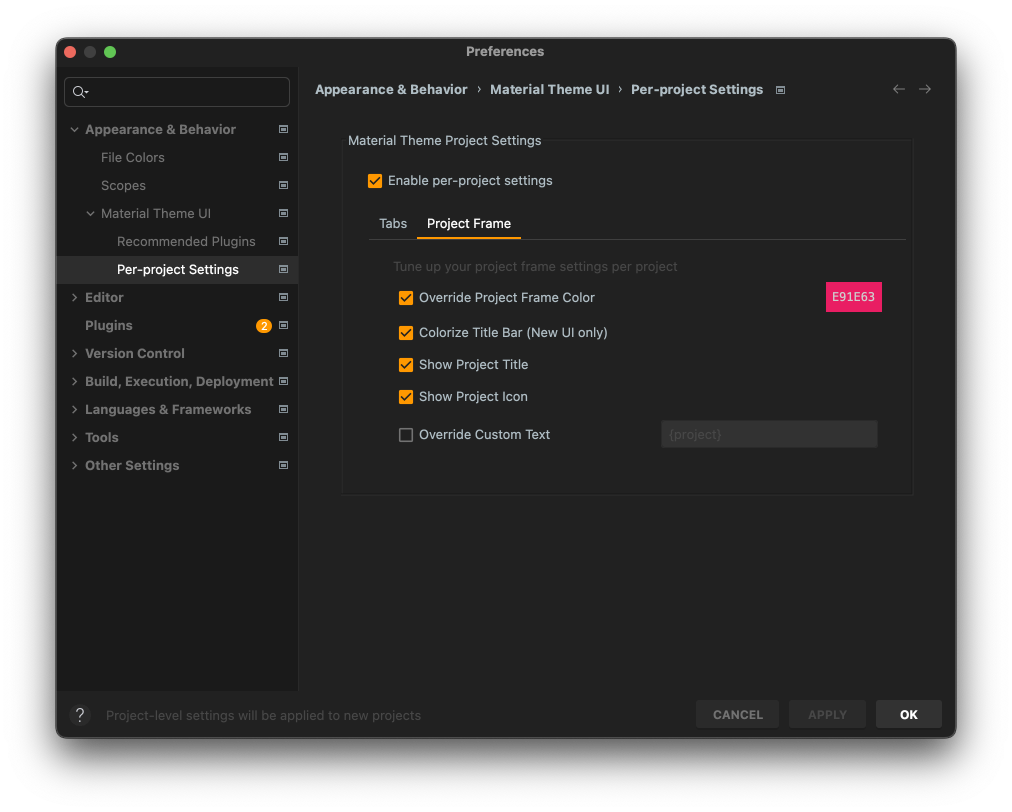 Preferences
Appearance & Behavior › Material Theme UI › Per-project Settings
Appearance & Behavior
File Colors
Scopes
Material Theme UI
Recommended Plugins
Per-project Settings
Editor
Plugins 2
Version Control
Build, Execution, Deployment
Languages & Frameworks
Tools
Other Settings
Material Theme Project Settings
Enable per-project settings
Tabs Project Frame
Tune up your project frame settings per project
Override Project Frame Color E91E63
Colorize Title Bar (New UI only)
Show Project Title
Show Project Icon
Override Custom Text {project}
? Project-level settings will be applied to new projects
CANCEL APPLY OK